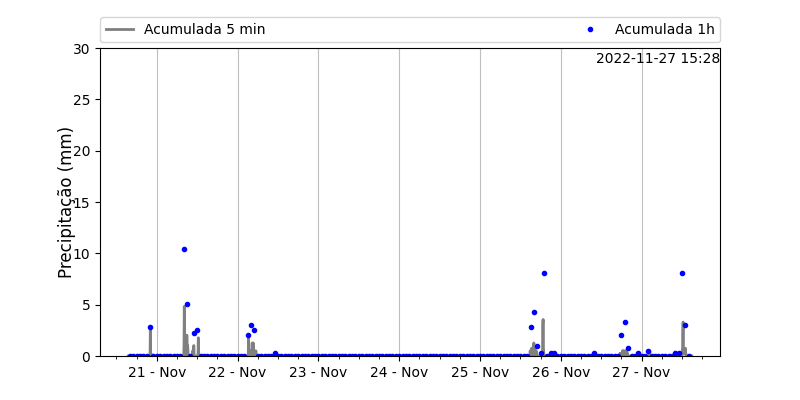 Acumulada 5 min
Acumulada 1h
2022-11-27 15:28
30
25
20
15
10
5
0
Precipitação (mm)
21 - Nov
22 - Nov
23 - Nov
24 - Nov
25 - Nov
26 - Nov
27 - Nov